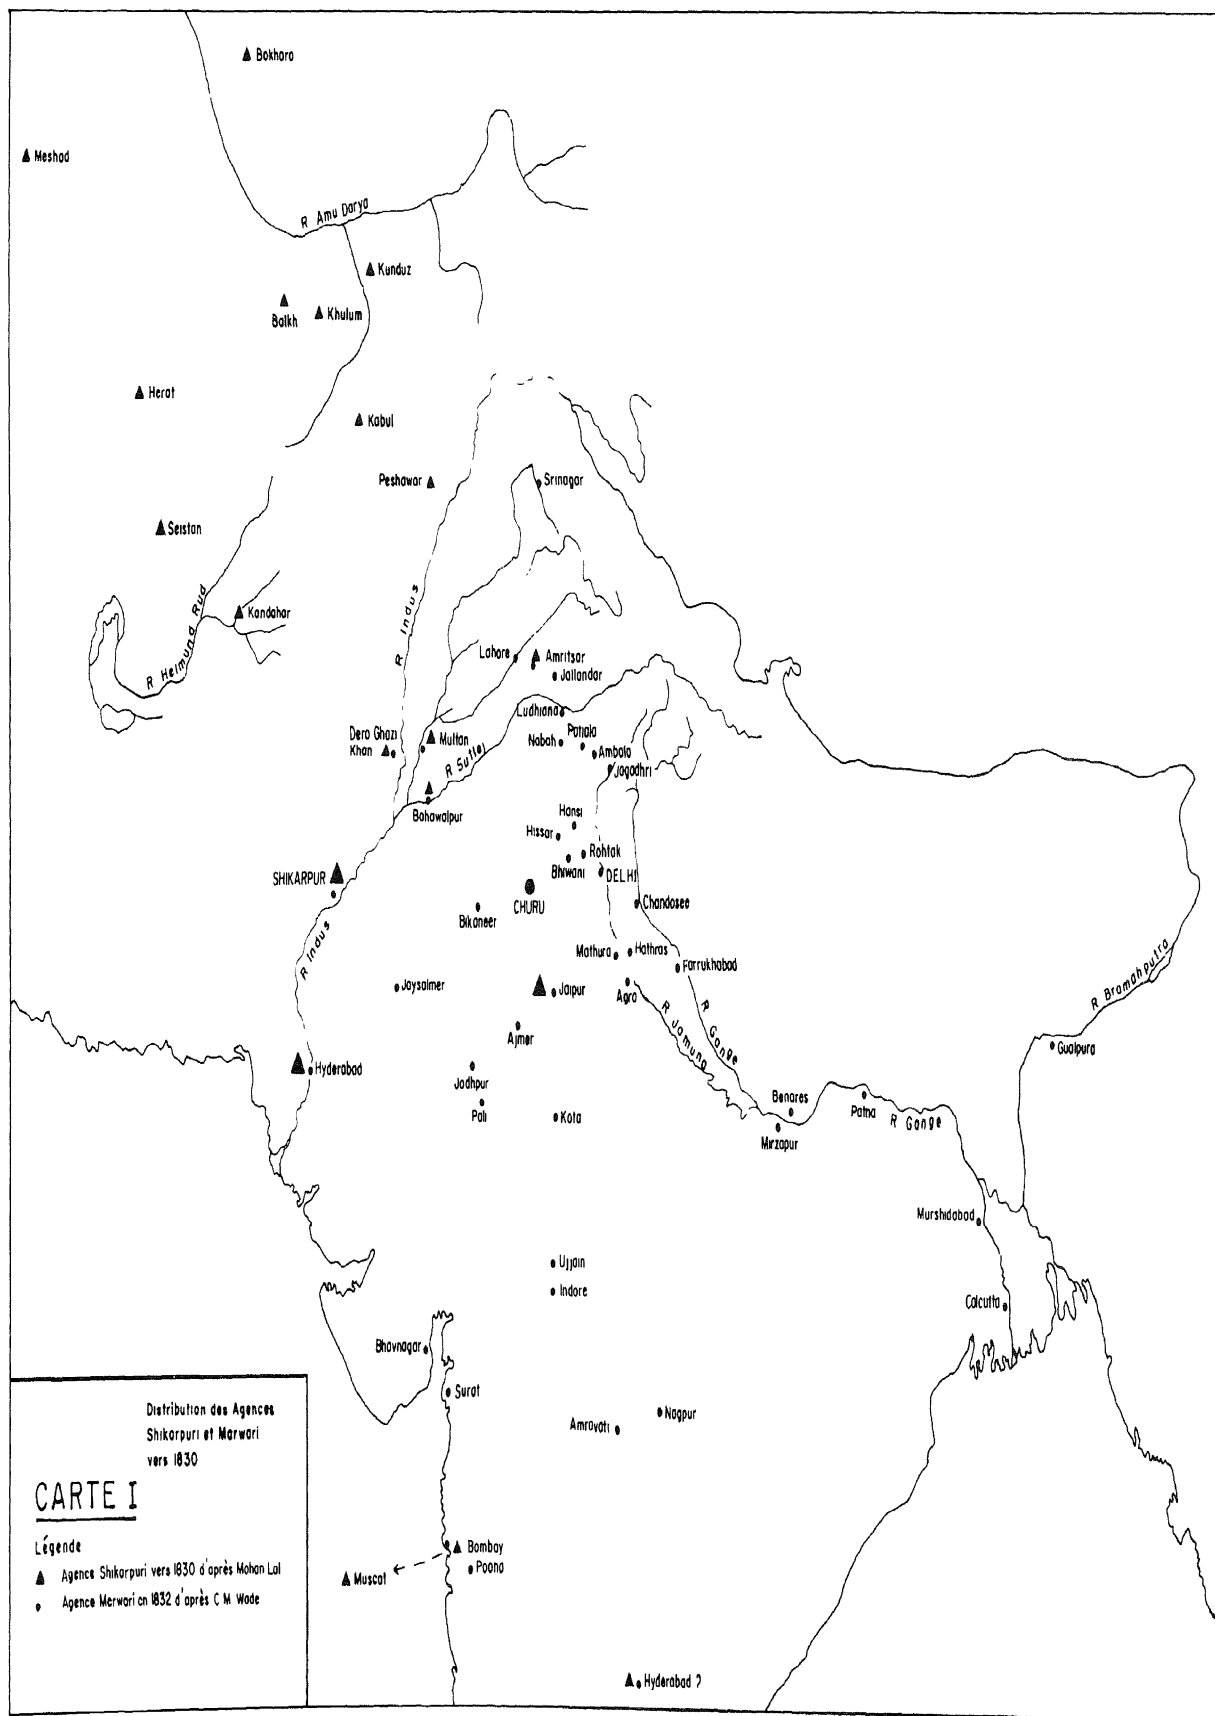 Bokhara
Meshad
R Amu Darya
Kunduz
Balkh
Khulum
Herat
Kabul
Peshawar
Srinagar
Seistan
Kandahar
R Helmund Rud
R Indus
Lahore
Amritsar
Jallandar
Ludhiana
Dera Ghazi
Khan
Multan
R Sutlej
Nabah
Patiala
Ambala
Jagadhri
Bahawalpur
Hansi
Hissar
Rohtak
Bhiwani
DELHI
SHIKARPUR
CHURU
Bikaneer
Chandosee
R Indus
Mathura
Hathras
Farrukhabad
Jaysalmer
Jaipur
Agra
R Jamuna
R Gange
R Bramahputra
Ajmer
Gualpura
Hyderabad
Jodhpur
Pali
Kota
Benares
Mirzapur
Patna
R Gange
Murshidabad
Ujjain
Indore
Calcutta
Bhavnagar
Surat
Nagpur
Amravati
Distribution des Agences
Shikarpuri et Marwari
vers 1830
CARTE I
Légende
Agence Shikarpuri vers 1830 d'après Mohan Lal
Agence Merwari en 1832 d'après C M Wade
Bombay
Poona
Muscat
Hyderabad ?